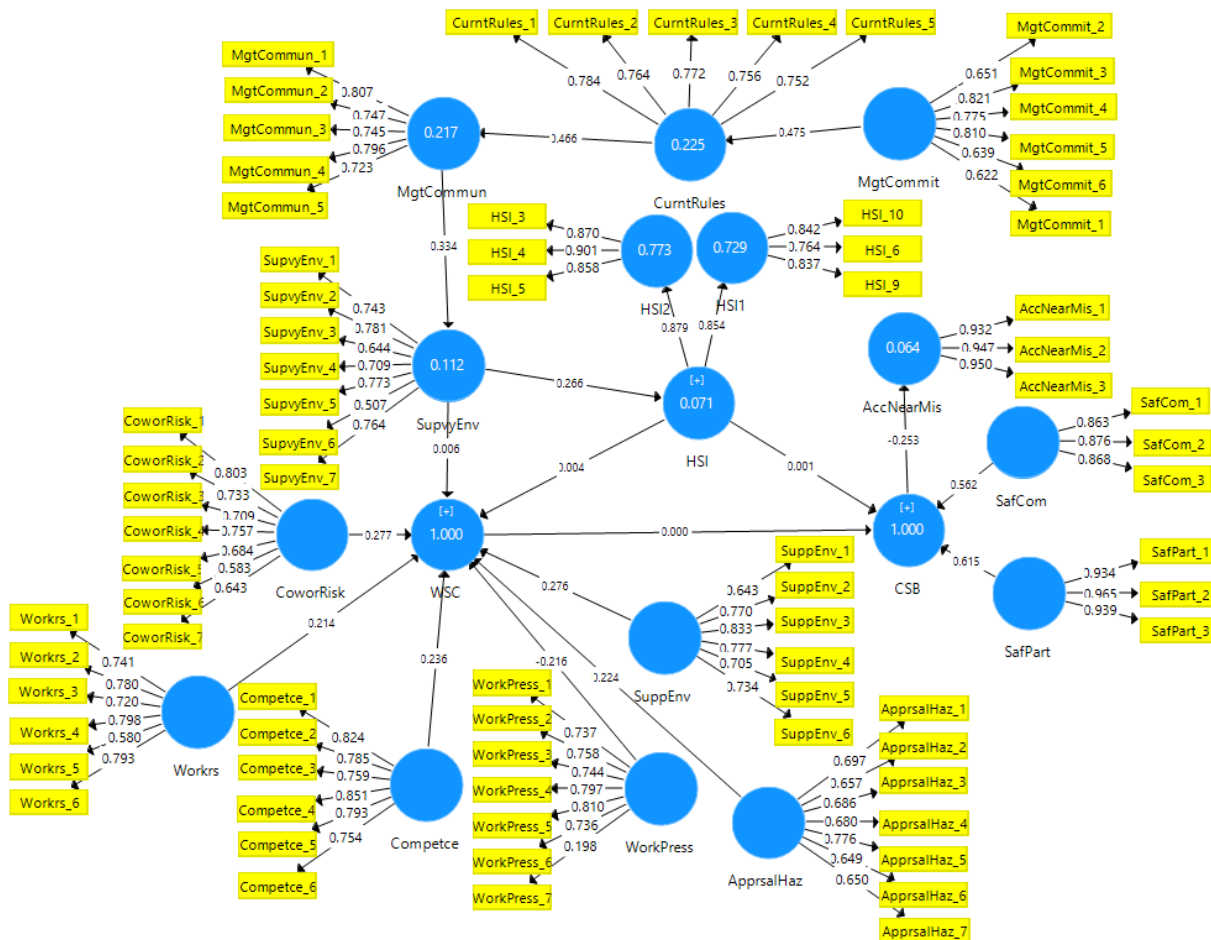 CurntRules_1 CurntRules_2 CurntRules_3 CurntRules_4 CurntRules_5
0.784 0.764 0.772 0.756 0.752
0.225
CurntRules
MgtCommit_2
MgtCommit_3
MgtCommit_4
MgtCommit_5
MgtCommit_6
MgtCommit_1
0.651
0.821
0.775
0.810
0.639
0.622
MgtCommit
0.475
0.466
MgtCommun_1
MgtCommun_2
MgtCommun_3
MgtCommun_4
MgtCommun_5
0.807
0.747
0.745
0.796
0.723
0.217
MgtCommun
0.334
HSI_3
HSI_4
HSI_5
0.870
0.901
0.858
0.773
HSI2
0.729
HSI1
0.842
0.764
0.837
HSI_10
HSI_6
HSI_9
0.879
0.854
SupvyEnv_1
SupvyEnv_2
SupvyEnv_3
SupvyEnv_4
SupvyEnv_5
SupvyEnv_6
SupvyEnv_7
0.743
0.781
0.644
0.709
0.773
0.507
0.764
0.112
SupvyEnv
0.006
0.266
[+]
0.071
HSI
0.004
0.001
0.064
AccNearMis
0.932
0.947
0.950
AccNearMis_1
AccNearMis_2
AccNearMis_3
-0.253
SafCom_1
SafCom_2
SafCom_3
0.863
0.876
0.868
SafCom
0.562
CoworRisk_1
CoworRisk_2
CoworRisk_3
CoworRisk_4
CoworRisk_5
CoworRisk_6
CoworRisk_7
0.803
0.733
0.709
0.757
0.684
0.583
0.643
CoworRisk
0.277
[+]
1.000
WSC
0.000
[+]
1.000
CSB
0.615
SafPart
0.934
0.965
0.939
SafPart_1
SafPart_2
SafPart_3
SuppEnv_1
SuppEnv_2
SuppEnv_3
SuppEnv_4
SuppEnv_5
SuppEnv_6
0.643
0.770
0.833
0.777
0.705
0.734
SuppEnv
0.276
Workrs_1
Workrs_2
Workrs_3
Workrs_4
Workrs_5
Workrs_6
0.741
0.780
0.720
0.798
0.580
0.793
Workrs
0.214
Competce_1
Competce_2
Competce_3
Competce_4
Competce_5
Competce_6
0.824
0.785
0.759
0.851
0.793
0.754
Competce
0.236
WorkPress_1
WorkPress_2
WorkPress_3
WorkPress_4
WorkPress_5
WorkPress_6
WorkPress_7
0.737
0.758
0.744
0.797
0.810
0.736
0.198
WorkPress
-0.216
0.224
ApprsalHaz_1
ApprsalHaz_2
ApprsalHaz_3
ApprsalHaz_4
ApprsalHaz_5
ApprsalHaz_6
ApprsalHaz_7
0.697
0.657
0.686
0.680
0.776
0.649
0.650
ApprsalHaz